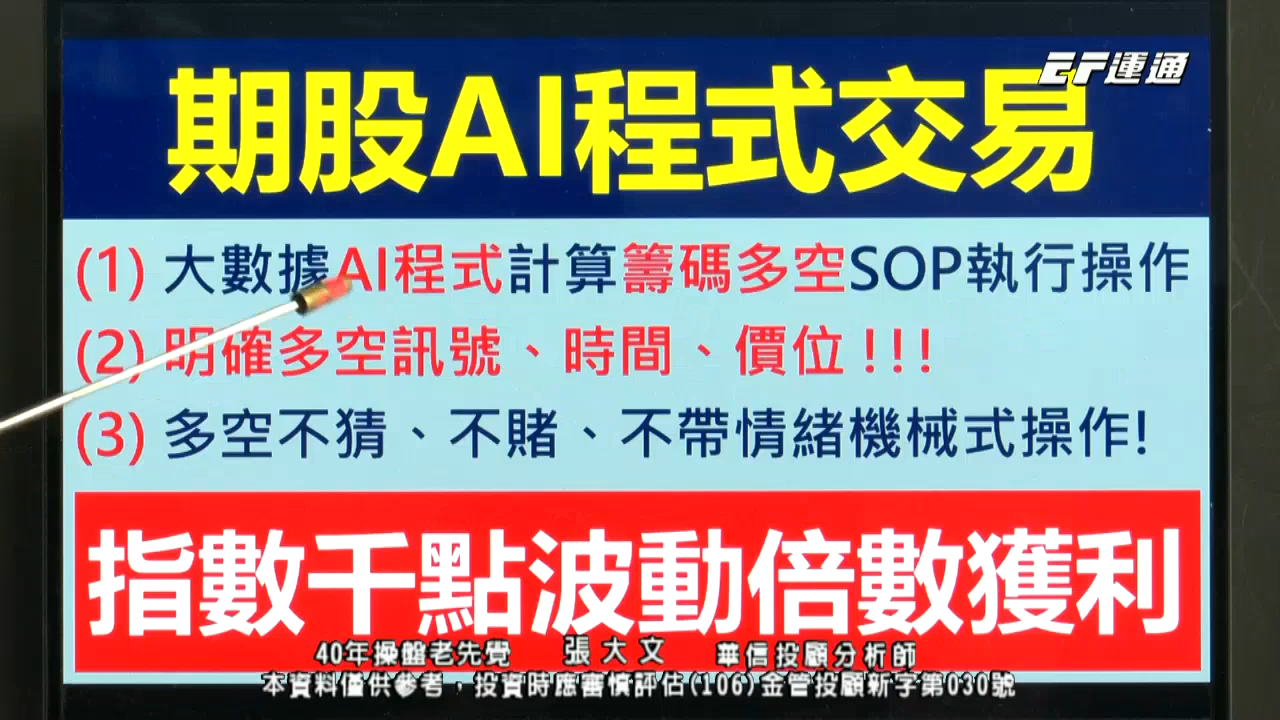 EF運通
期股AI程式交易
(1) 大數據AI程式計算籌碼多空SOP執行操作
(2) 明確多空訊號、時間、價位!!!
(3) 多空不猜、不賭、不帶情緒機械式操作!
指數千點波動倍數獲利
40年操盤老先覺 張大文 華信投顧分析師
本資料僅供參考，投資時應審慎評估(106)金管投顧新字第030號